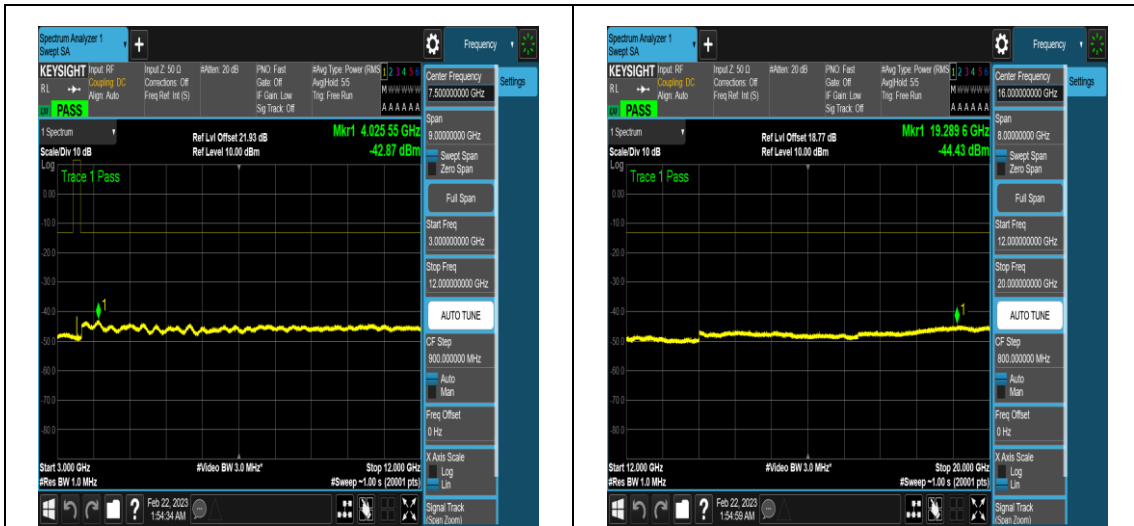 Spectrum Analyzer 1
Swept SA
+
Frequency
KEYSIGHT
Input: RF
Input Z: 50 Ω
#Atten: 20 dB
PNO: Fast
#Avg Type: Power (RMS
1 2 3 4 5 6
RL
Coupling: DC
Corrections: Off
Gate: Off
Avg|Hold: 5/5
M W W W W W
Align: Auto
Freq Ref: Int (S)
IF Gain: Low
Trig: Free Run
Sig Track: Off
A A A A A A
PASS
1 Spectrum
Ref Lvl Offset 21.93 dB
Mkr1 4.025 55 GHz
Scale/Div 10 dB
Ref Level 10.00 dBm
-42.87 dBm
Log
Trace 1 Pass
0.00
-10.0
-20.0
-30.0
-40.0
-50.0
-60.0
-70.0
-80.0
1
Start 3.000 GHz
#Video BW 3.0 MHz*
Stop 12.000 GHz
#Res BW 1.0 MHz
#Sweep ~1.00 s (20001 pts)
Center Frequency
7.500000000 GHz
Settings
Span
9.00000000 GHz
Swept Span
Zero Span
Full Span
Start Freq
3.000000000 GHz
Stop Freq
12.000000000 GHz
AUTO TUNE
CF Step
900.000000 MHz
Auto
Man
Freq Offset
0 Hz
X Axis Scale
Log
Lin
Signal Track
(Span Zoom)
?
Feb 22, 2023
1:54:34 AM
Spectrum Analyzer 1
Swept SA
+
Frequency
KEYSIGHT
Input: RF
Input Z: 50 Ω
#Atten: 20 dB
PNO: Fast
#Avg Type: Power (RMS
1 2 3 4 5 6
RL
Coupling: DC
Corrections: Off
Gate: Off
Avg|Hold: 5/5
M W W W W W
Align: Auto
Freq Ref: Int (S)
IF Gain: Low
Trig: Free Run
Sig Track: Off
A A A A A A
PASS
1 Spectrum
Ref Lvl Offset 18.77 dB
Mkr1 19.289 6 GHz
Scale/Div 10 dB
Ref Level 10.00 dBm
-44.43 dBm
Log
Trace 1 Pass
0.00
-10.0
-20.0
-30.0
-40.0
-50.0
-60.0
-70.0
-80.0
1
Start 12.000 GHz
#Video BW 3.0 MHz*
Stop 20.000 GHz
#Res BW 1.0 MHz
#Sweep ~1.00 s (20001 pts)
Center Frequency
16.000000000 GHz
Settings
Span
8.00000000 GHz
Swept Span
Zero Span
Full Span
Start Freq
12.000000000 GHz
Stop Freq
20.000000000 GHz
AUTO TUNE
CF Step
800.000000 MHz
Auto
Man
Freq Offset
0 Hz
X Axis Scale
Log
Lin
Signal Track
(Span Zoom)
?
Feb 22, 2023
1:54:59 AM